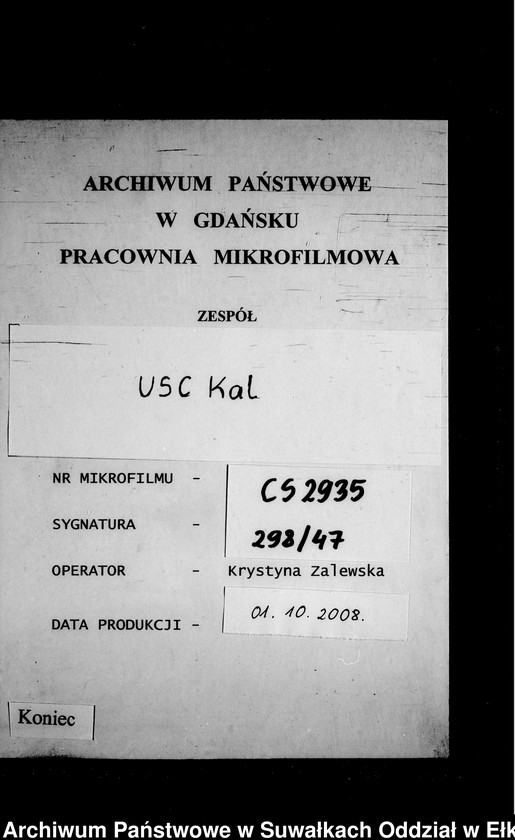 ARCHIWUM PAŃSTWOWE
W GDAŃSKU
PRACOWNIA MIKROFILMOWA
ZESPÓŁ
USC Kal
NR MIKROFILMU - CS 2935
SYGNATURA - 298/47
OPERATOR - Krystyna Zalewska
DATA PRODUKCJI - 01. 10. 2008.
Koniec
Archiwum Państwowe w Suwałkach Oddział w Ełk